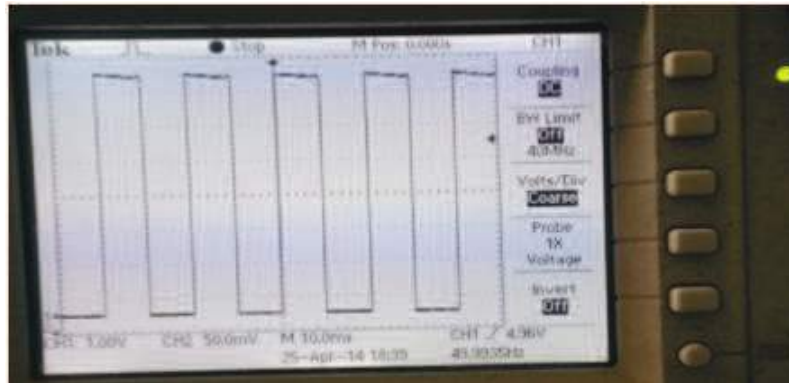 Tek Stop M Pos: 0.000s CH1
Coupling
DC
BW Limit
Off
40MHz
Volts/Div
Coarse
Probe
1X
Voltage
Invert
Off
CH1 1.00V CH2 50.0mV M 10.0ms CH1 4.96V
25-Apr-14 18:39 49.9935Hz